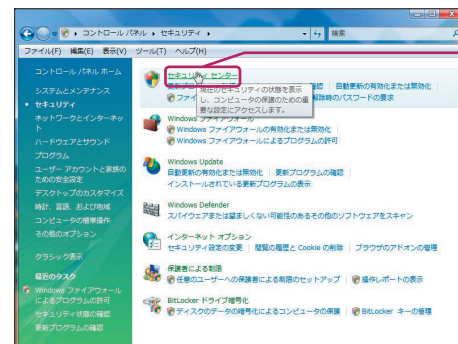 コントロール パネル ▸ セキュリティ ▸
検索
ファイル(F) 編集(E) 表示(V) ツール(T) ヘルプ(H)
コントロール パネル ホーム
システムとメンテナンス
セキュリティ
ネットワークとインターネッ
ト
ハードウェアとサウンド
プログラム
ユーザー アカウントと家族の
ための安全設定
デスクトップのカスタマイズ
時計、言語、および地域
コンピュータの簡単操作
その他のオプション
クラシック表示
最近のタスク
Windows ファイアウォール
によるプログラムの許可
セキュリティ状態の確認
更新プログラムの確認
セキュリティ センター
更新プロ 確認 自動更新の有効化または無効化
ファイ 解除時のパスワードの要求
現在のセキュリティの状態を表示
し、コンピュータの保護のための重
要な設定にアクセスします。
Windows ファイアウォール
Windows ファイアウォールの有効化または無効化
Windows ファイアウォールによるプログラムの許可
Windows Update
自動更新の有効化または無効化 更新プログラムの確認
インストールされている更新プログラムの表示
Windows Defender
スパイウェアまたは望ましくない可能性のあるその他のソフトウェアをスキャン
インターネット オプション
セキュリティ設定の変更 閲覧の履歴と Cookie の削除 ブラウザのアドオンの管理
保護者による制限
任意のユーザーへの保護者による制限のセットアップ 操作レポートの表示
BitLocker ドライブ暗号化
ディスクのデータの暗号化によるコンピュータの保護 BitLocker キーの管理